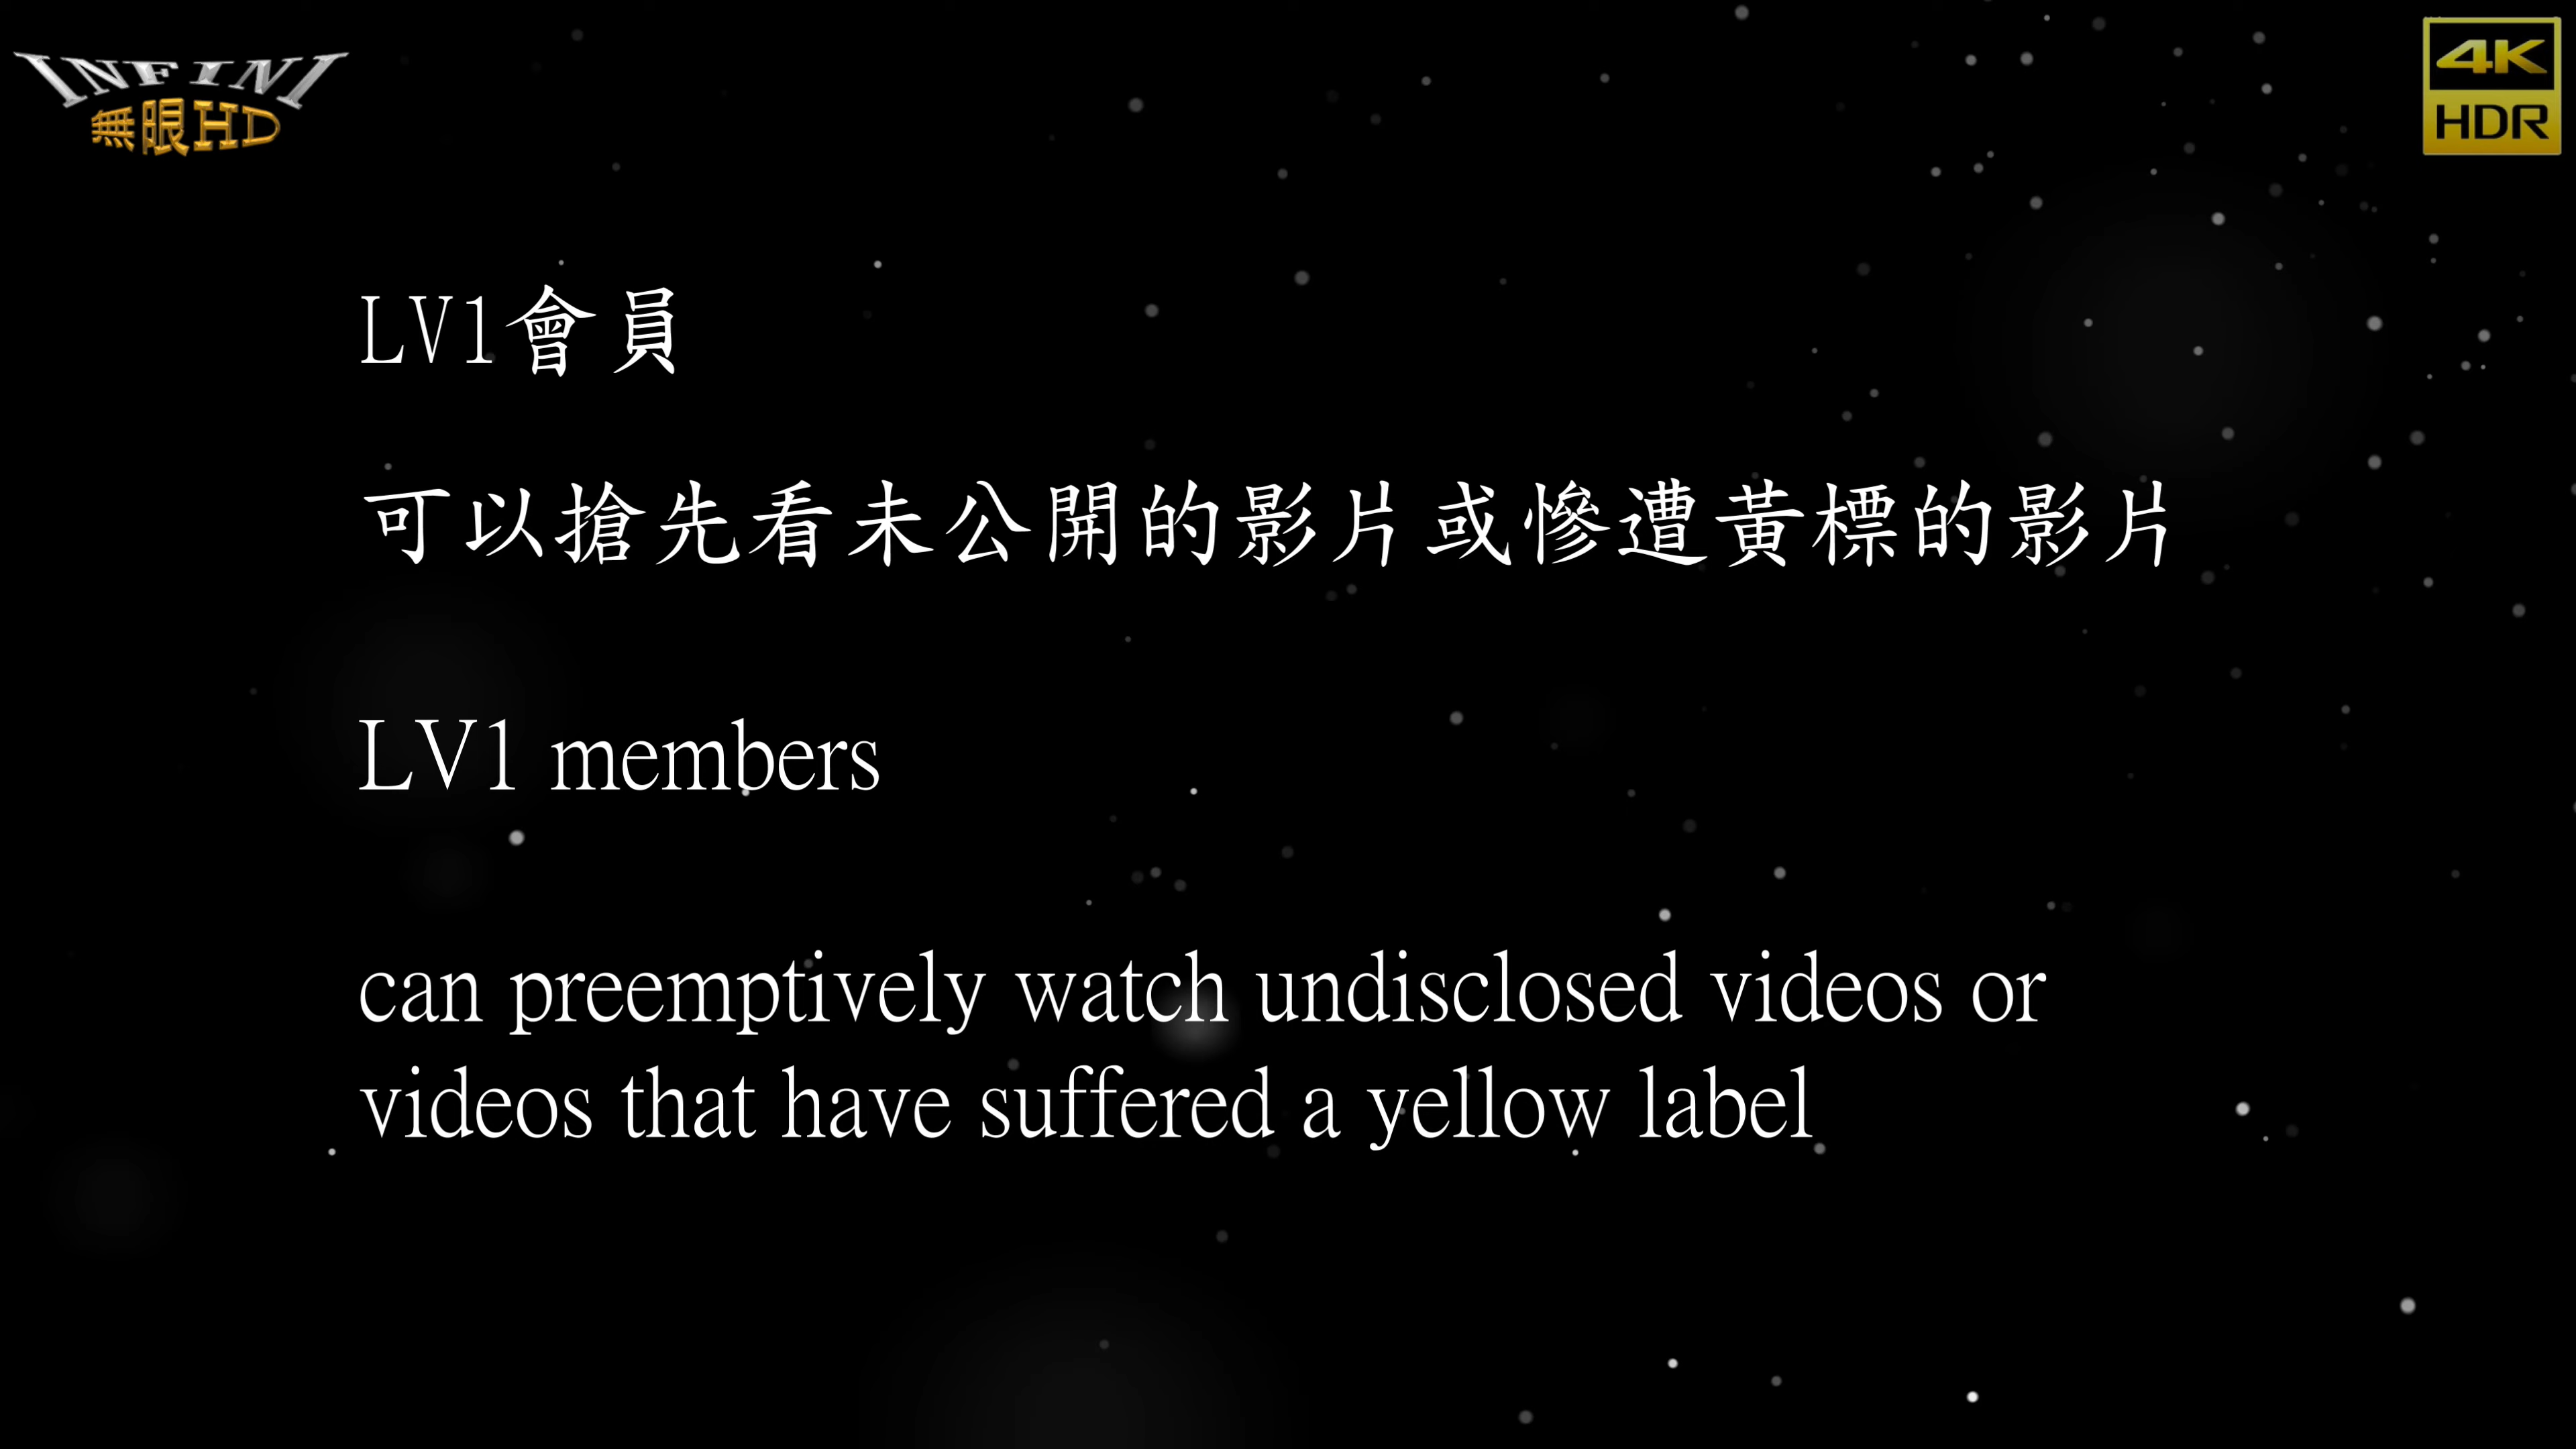 INFINI
無限HD
4K
HDR
LV1會員
可以搶先看未公開的影片或慘遭黃標的影片
LV1 members
can preemptively watch undisclosed videos or
videos that have suffered a yellow label